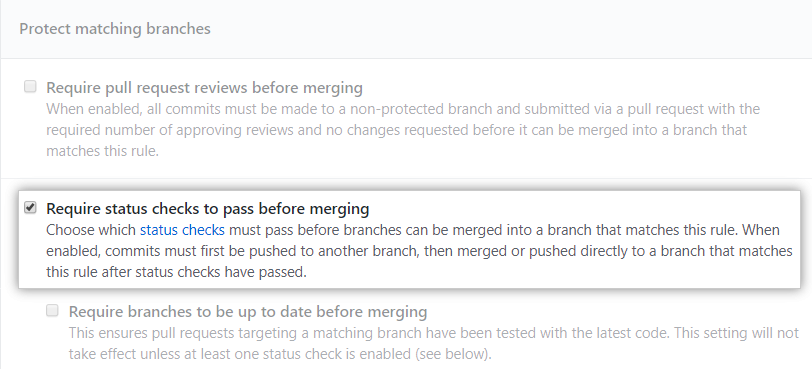 Protect matching branches
Require pull request reviews before merging
When enabled, all commits must be made to a non-protected branch and submitted via a pull request with the
required number of approving reviews and no changes requested before it can be merged into a branch that
matches this rule.
Require status checks to pass before merging
Choose which status checks must pass before branches can be merged into a branch that matches this rule. When
enabled, commits must first be pushed to another branch, then merged or pushed directly to a branch that matches
this rule after status checks have passed.
Require branches to be up to date before merging
This ensures pull requests targeting a matching branch have been tested with the latest code. This setting will not
take effect unless at least one status check is enabled (see below).